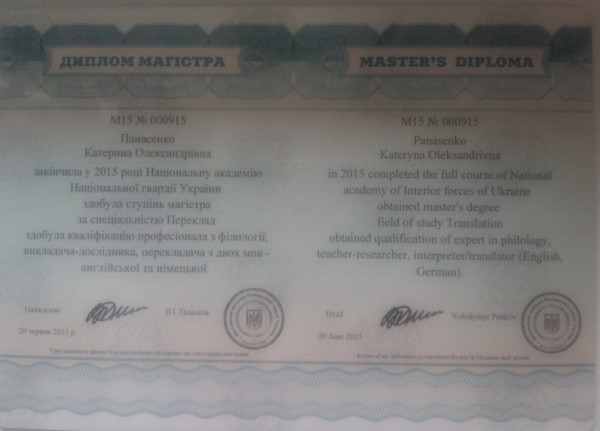 ДИПЛОМ МАГІСТРА
М15 № 000915
Панасенко
Катерина Олександрівна
закінчила у 2015 році Національну академію
Національної гвардії України
здобула ступінь магістра
за спеціальністю Переклад
здобула кваліфікацію професіонала з філології,
викладача-дослідника, перекладача з двох мов -
англійської та німецької.
Начальник
20 червня 2015 р.
MASTER'S DIPLOMA
M15 № 000915
Panasenko
Kateryna Oleksandrivna
in 2015 completed the full course of National
academy of Interior forces of Ukraine
obtained master's degree
field of study Translation
obtained qualification of expert in philology,
teacher-researcher, interpreter/translator (English,
German).
Head
Volodymyr
20 June 2015